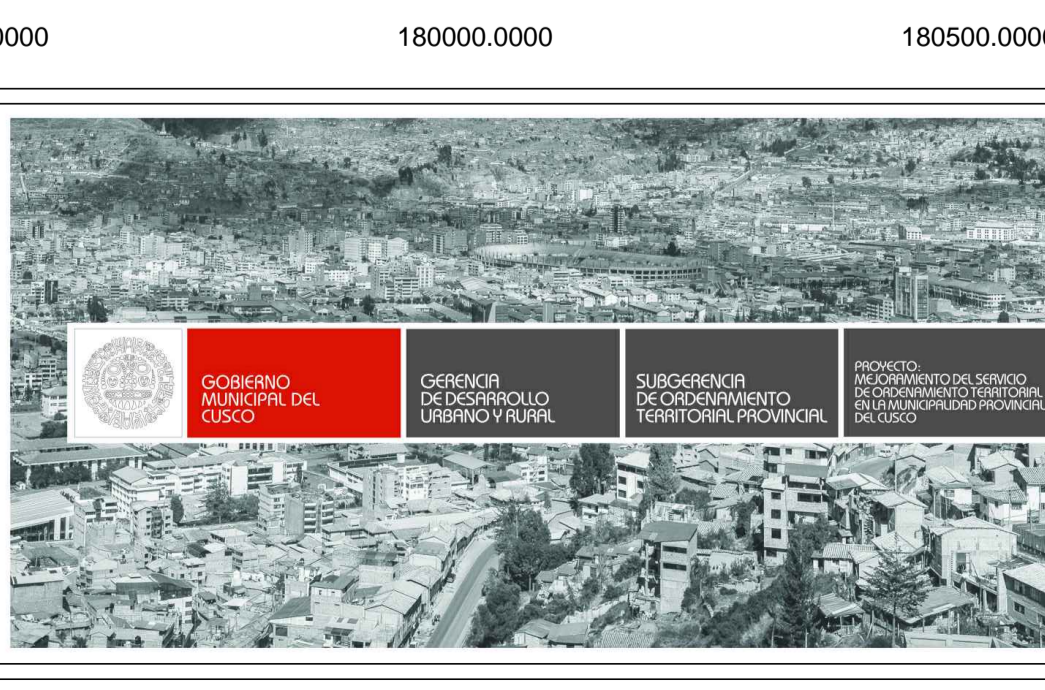 0000 180000.0000 180500.000
GOBIERNO
MUNICIPAL DEL
CUSCO
GERENCIA
DE DESARROLLO
URBANO Y RURAL
SUBGERENCIA
DE ORDENAMIENTO
TERRITORIAL PROVINCIAL
PROYECTO:
MEJORAMIENTO DEL SERVICIO
DE ORDENAMIENTO TERRITORIAL
EN LA MUNICIPALIDAD PROVINCIAL
DEL CUSCO